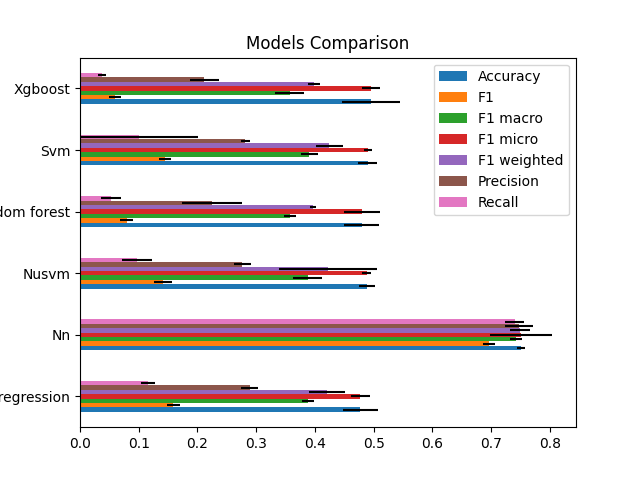 Models Comparison
Xgboost
Svm
dom forest
Nusvm
Nn
regression
Accuracy
F1
F1 macro
F1 micro
F1 weighted
Precision
Recall
0.0 0.1 0.2 0.3 0.4 0.5 0.6 0.7 0.8